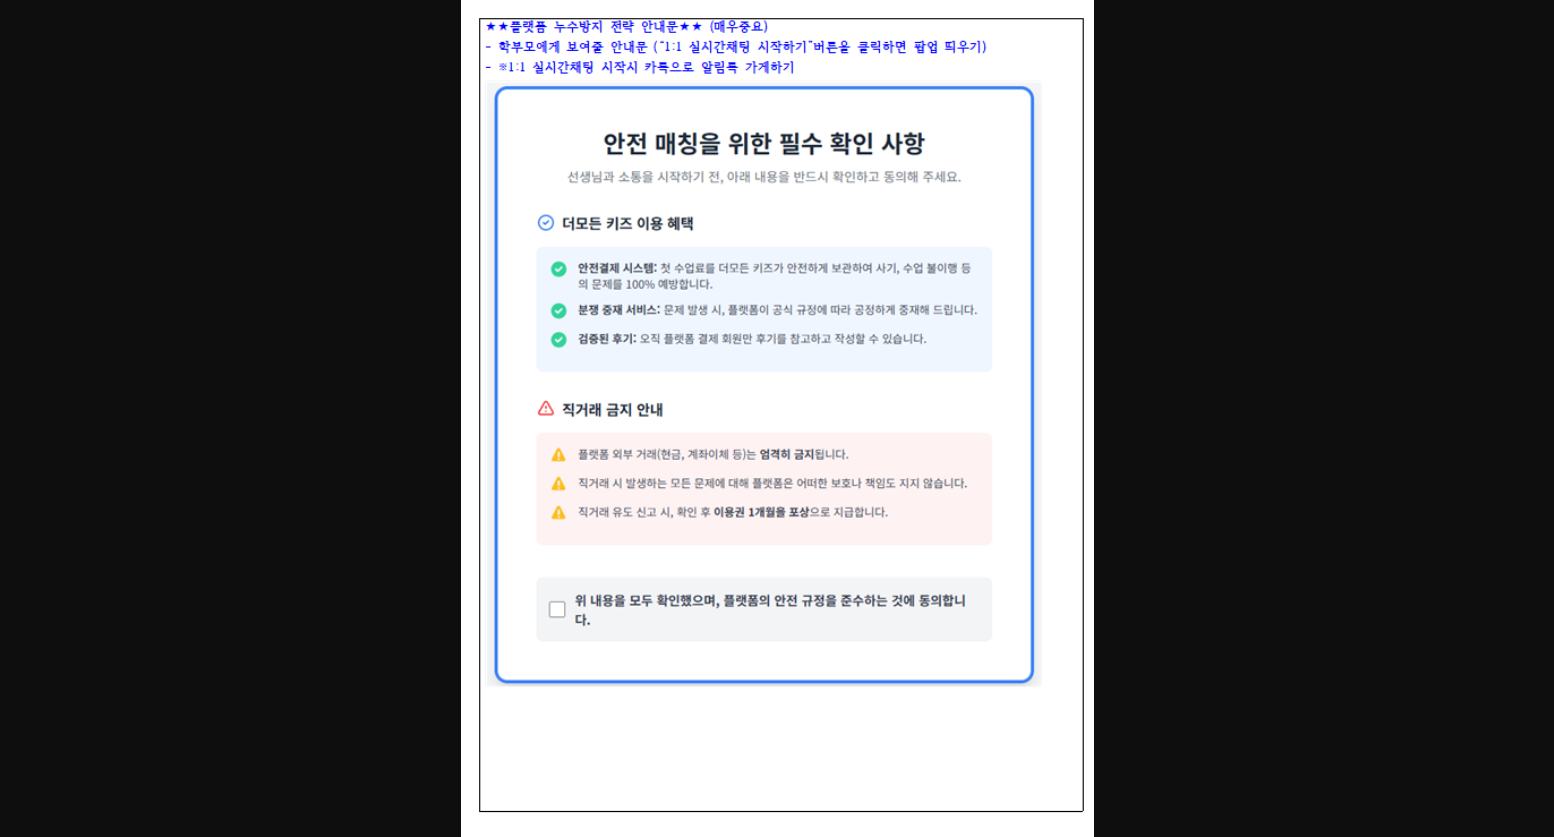 ★★플랫폼 누수방지 전략 안내문★★ (매우중요)
- 학부모에게 보여줄 안내문 ("1:1 실시간채팅 시작하기"버튼을 클릭하면 팝업 띄우기)
- ※1:1 실시간채팅 시작시 카톡으로 알림톡 가게하기
안전 매칭을 위한 필수 확인 사항
선생님과 소통을 시작하기 전, 아래 내용을 반드시 확인하고 동의해 주세요.
더모든 키즈 이용 혜택
안전결제 시스템: 첫 수업료를 더모든 키즈가 안전하게 보관하여 사기, 수업 불이행 등
의 문제를 100% 예방합니다.
분쟁 중재 서비스: 문제 발생 시, 플랫폼이 공식 규정에 따라 공정하게 중재해 드립니다.
검증된 후기: 오직 플랫폼 결제 회원만 후기를 참고하고 작성할 수 있습니다.
직거래 금지 안내
플랫폼 외부 거래(현금, 계좌이체 등)는 엄격히 금지됩니다.
직거래 시 발생하는 모든 문제에 대해 플랫폼은 어떠한 보호나 책임도 지지 않습니다.
직거래 유도 신고 시, 확인 후 이용권 1개월을 포상으로 지급합니다.
위 내용을 모두 확인했으며, 플랫폼의 안전 규정을 준수하는 것에 동의합니
다.